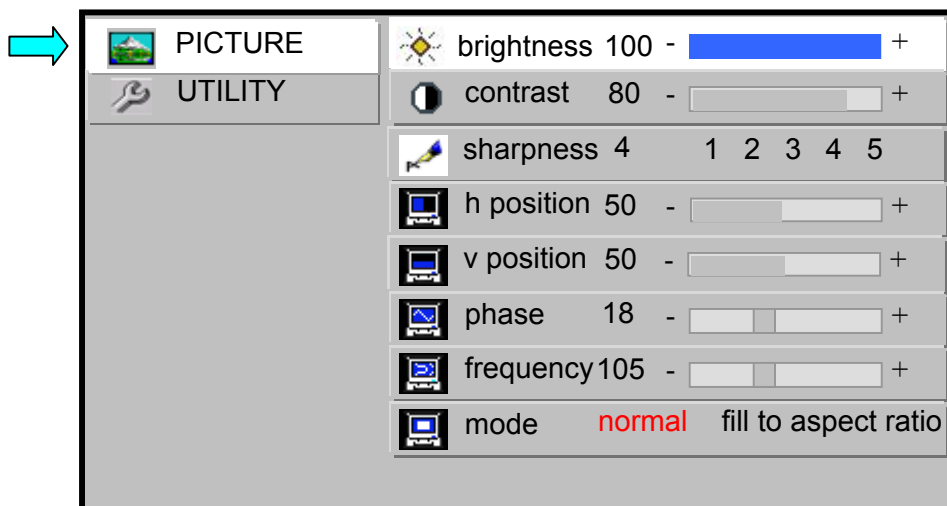 PICTURE
UTILITY
brightness 100 - +
contrast 80 - +
sharpness 4 1 2 3 4 5
h position 50 - +
v position 50 - +
phase 18 - +
frequency 105 - +
mode normal fill to aspect ratio